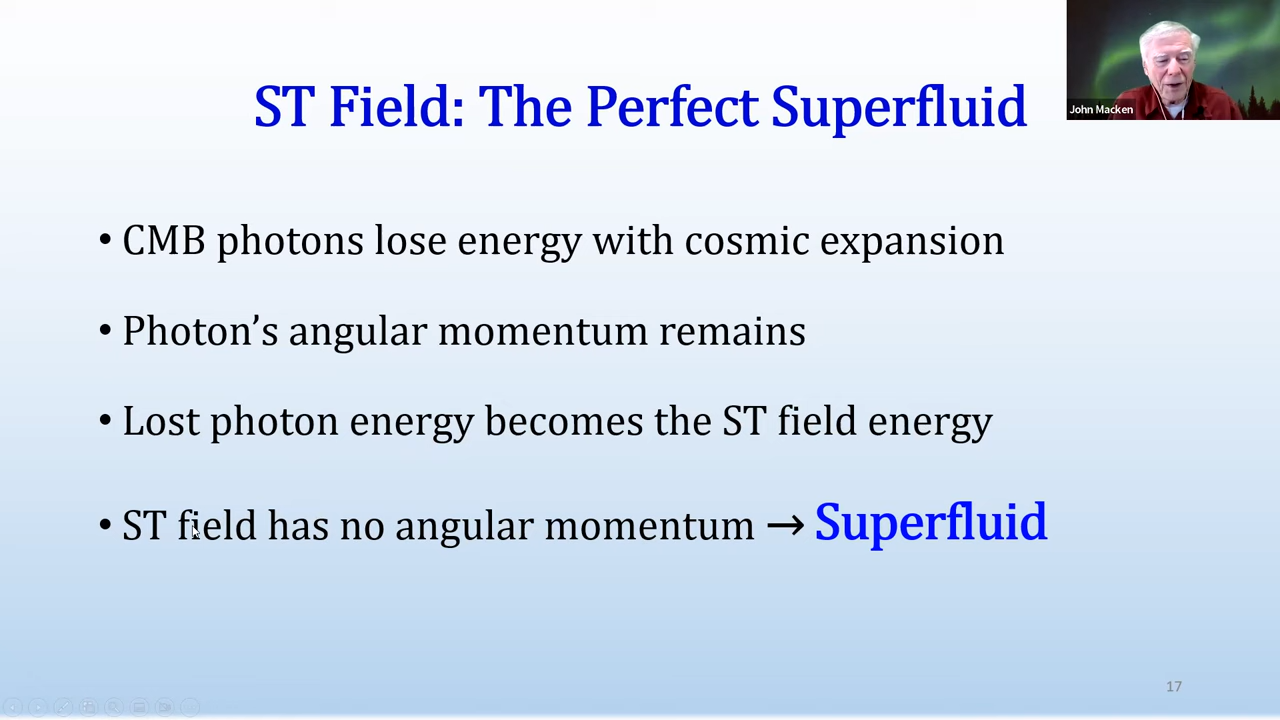 ST Field: The Perfect Superfluid
John Macken
• CMB photons lose energy with cosmic expansion
• Photon’s angular momentum remains
• Lost photon energy becomes the ST field energy
• ST field has no angular momentum → Superfluid
17